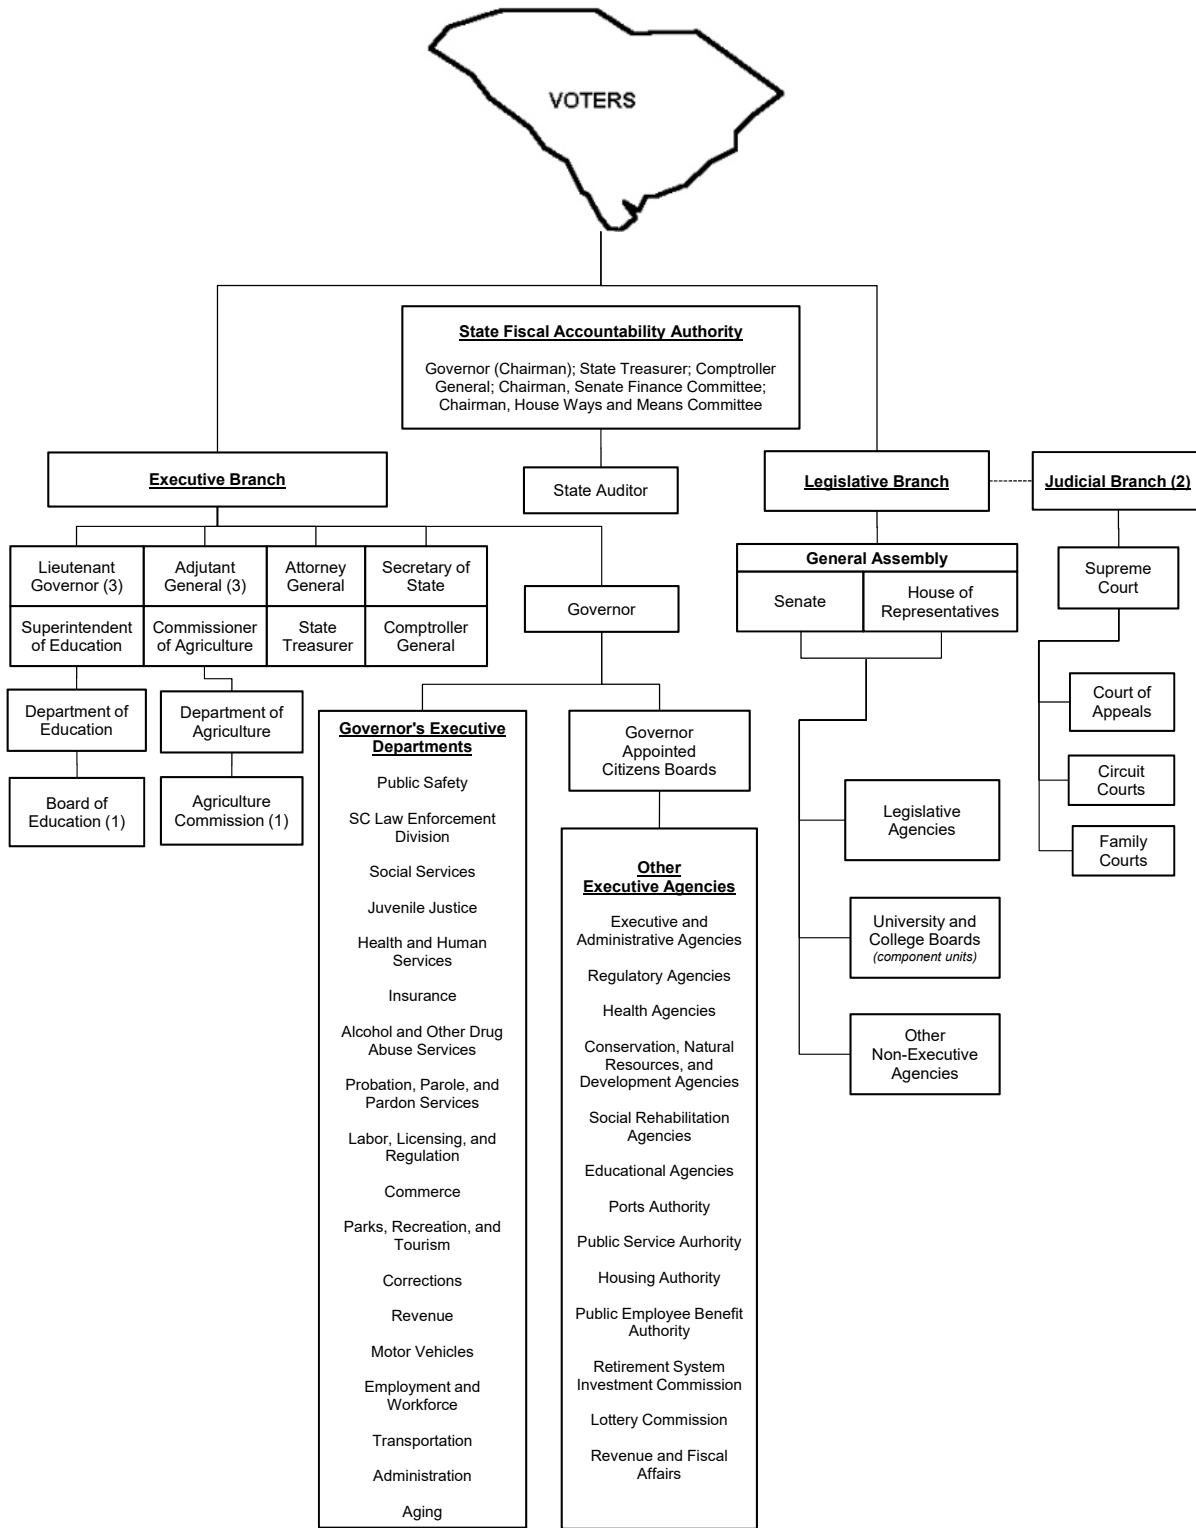 VOTERS
State Fiscal Accountability Authority
Governor (Chairman); State Treasurer; Comptroller
General; Chairman, Senate Finance Committee;
Chairman, House Ways and Means Committee
Executive Branch
State Auditor
Legislative Branch
Judicial Branch (2)
Lieutenant
Governor (3)
Adjutant
General (3)
Attorney
General
Secretary of
State
Superintendent
of Education
Commissioner
of Agriculture
State
Treasurer
Comptroller
General
Governor
General Assembly
Senate
House of
Representatives
Supreme
Court
Department of
Education
Department of
Agriculture
Board of
Education (1)
Agriculture
Commission (1)
Governor's Executive
Departments
Public Safety
SC Law Enforcement
Division
Social Services
Juvenile Justice
Health and Human
Services
Insurance
Alcohol and Other Drug
Abuse Services
Probation, Parole, and
Pardon Services
Labor, Licensing, and
Regulation
Commerce
Parks, Recreation, and
Tourism
Corrections
Revenue
Motor Vehicles
Employment and
Workforce
Transportation
Administration
Aging
Governor
Appointed
Citizens Boards
Other
Executive Agencies
Executive and
Administrative Agencies
Regulatory Agencies
Health Agencies
Conservation, Natural
Resources, and
Development Agencies
Social Rehabilitation
Agencies
Educational Agencies
Ports Authority
Public Service Aurhority
Housing Authority
Public Employee Benefit
Authority
Retirement System
Investment Commission
Lottery Commission
Revenue and Fiscal
Affairs
Legislative
Agencies
University and
College Boards
(component units)
Other
Non-Executive
Agencies
Court of
Appeals
Circuit
Courts
Family
Courts